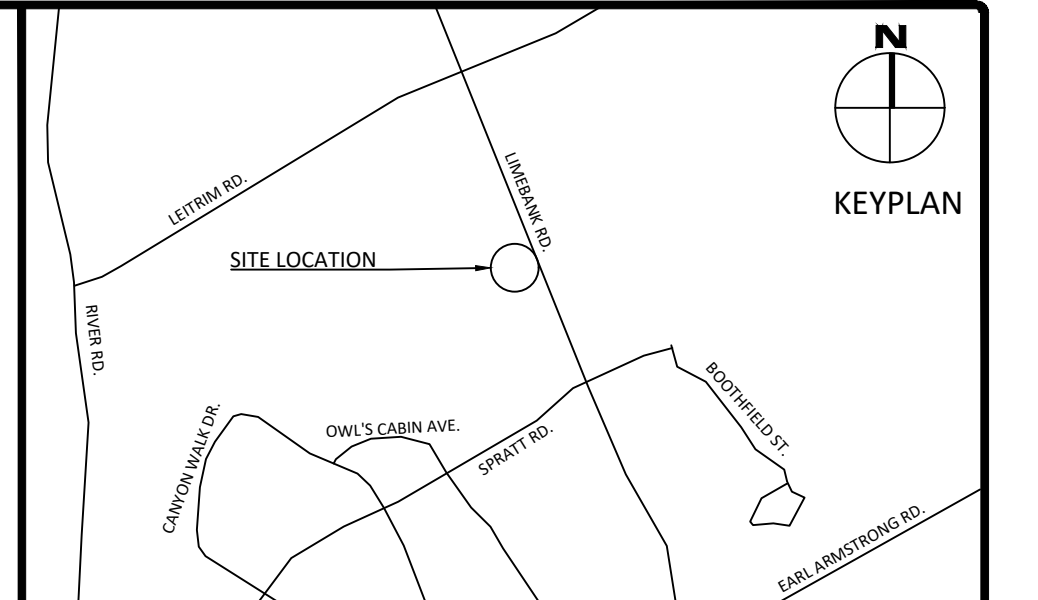 N
KEYPLAN
LEITRIM RD.
LIMEBANK RD.
SITE LOCATION
RIVER RD.
CANYON WALK DR.
OWL'S CABIN AVE.
SPRATT RD.
BOOTHFIELD ST.
EARL ARMSTRONG RD.